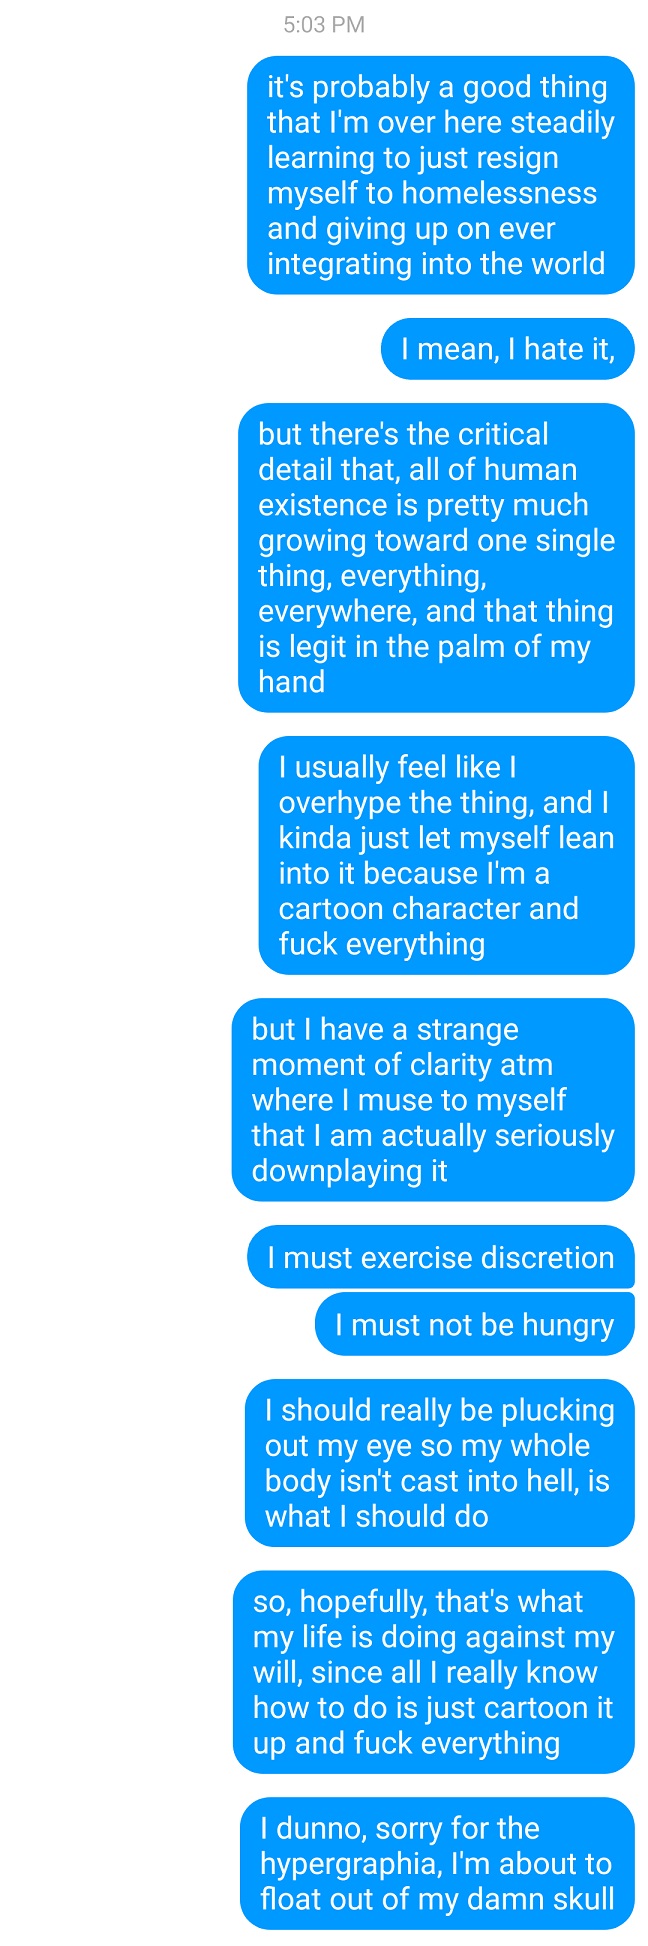 5:03 PM
it's probably a good thing
that I'm over here steadily
learning to just resign
myself to homelessness
and giving up on ever
integrating into the world
I mean, I hate it,
but there's the critical
detail that, all of human
existence is pretty much
growing toward one single
thing, everything,
everywhere, and that thing
is legit in the palm of my
hand
I usually feel like I
overhype the thing, and I
kinda just let myself lean
into it because I'm a
cartoon character and
fuck everything
but I have a strange
moment of clarity atm
where I muse to myself
that I am actually seriously
downplaying it
I must exercise discretion
I must not be hungry
I should really be plucking
out my eye so my whole
body isn't cast into hell, is
what I should do
so, hopefully, that's what
my life is doing against my
will, since all I really know
how to do is just cartoon it
up and fuck everything
I dunno, sorry for the
hypergraphia, I'm about to
float out of my damn skull